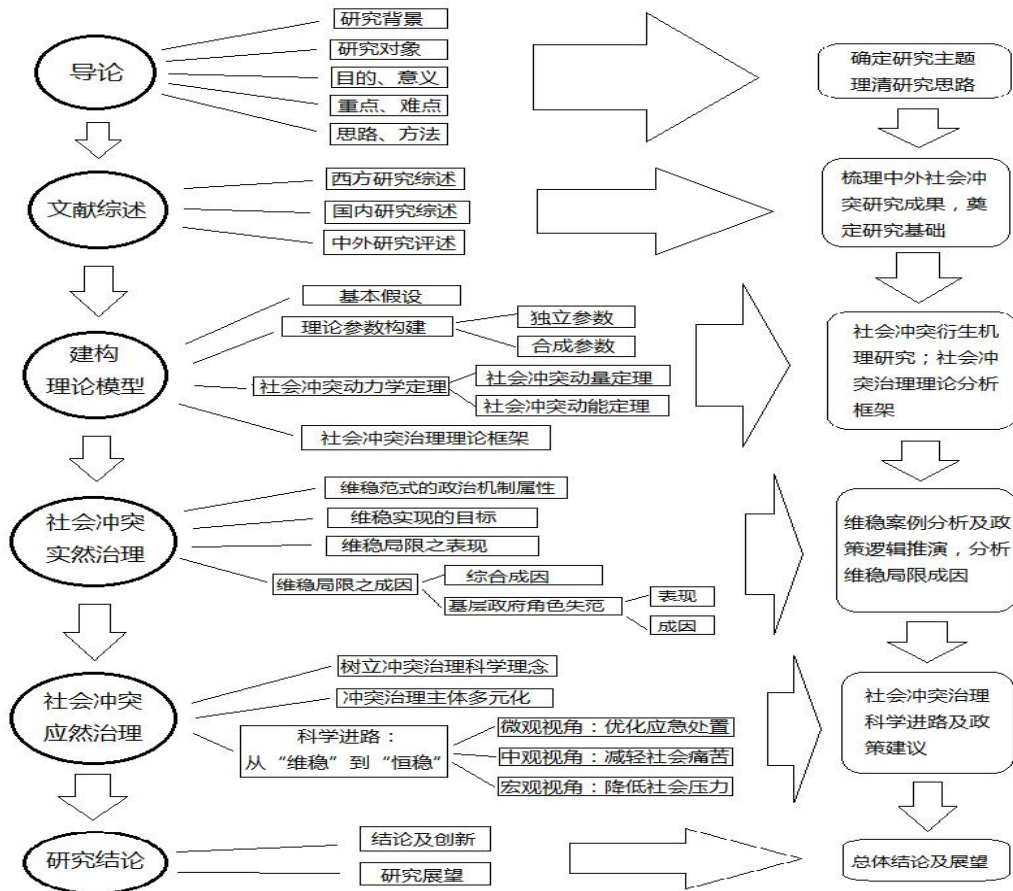 导论
研究背景
研究对象
目的、意义
重点、难点
思路、方法
确定研究主题
理清研究思路
文献综述
西方研究综述
国内研究综述
中外研究评述
梳理中外社会冲
突研究成果，奠
定研究基础
建构
理论模型
基本假设
理论参数构建
独立参数
合成参数
社会冲突动力学定理
社会冲突动量定理
社会冲突动能定理
社会冲突治理理论框架
社会冲突衍生机
理研究；社会冲
突治理理论分析
框架
社会冲突
实然治理
维稳范式的政治机制属性
维稳实现的目标
维稳局限之表现
维稳局限之成因
综合成因
基层政府角色失范
表现
成因
维稳案例分析及政
策逻辑推演，分析
维稳局限成因
社会冲突
应然治理
树立冲突治理科学理念
冲突治理主体多元化
科学进路：
从“维稳”到“恒稳”
微观视角：优化应急处置
中观视角：减轻社会痛苦
宏观视角：降低社会压力
社会冲突治理
科学进路及政
策建议
研究结论
结论及创新
研究展望
总体结论及展望